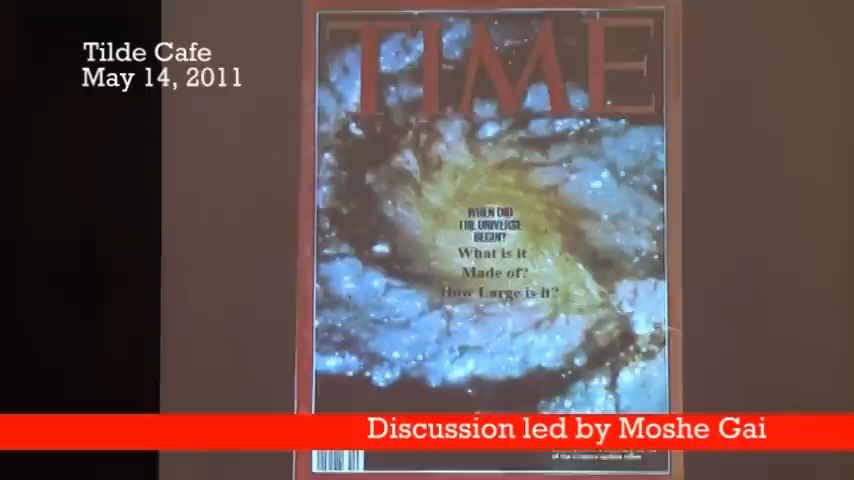 Tilde Cafe
May 14, 2011
TIME
WHEN DID
THE UNIVERSE
BEGIN?
What is it
Made of?
How Large is it?
Discussion led by Moshe Gai